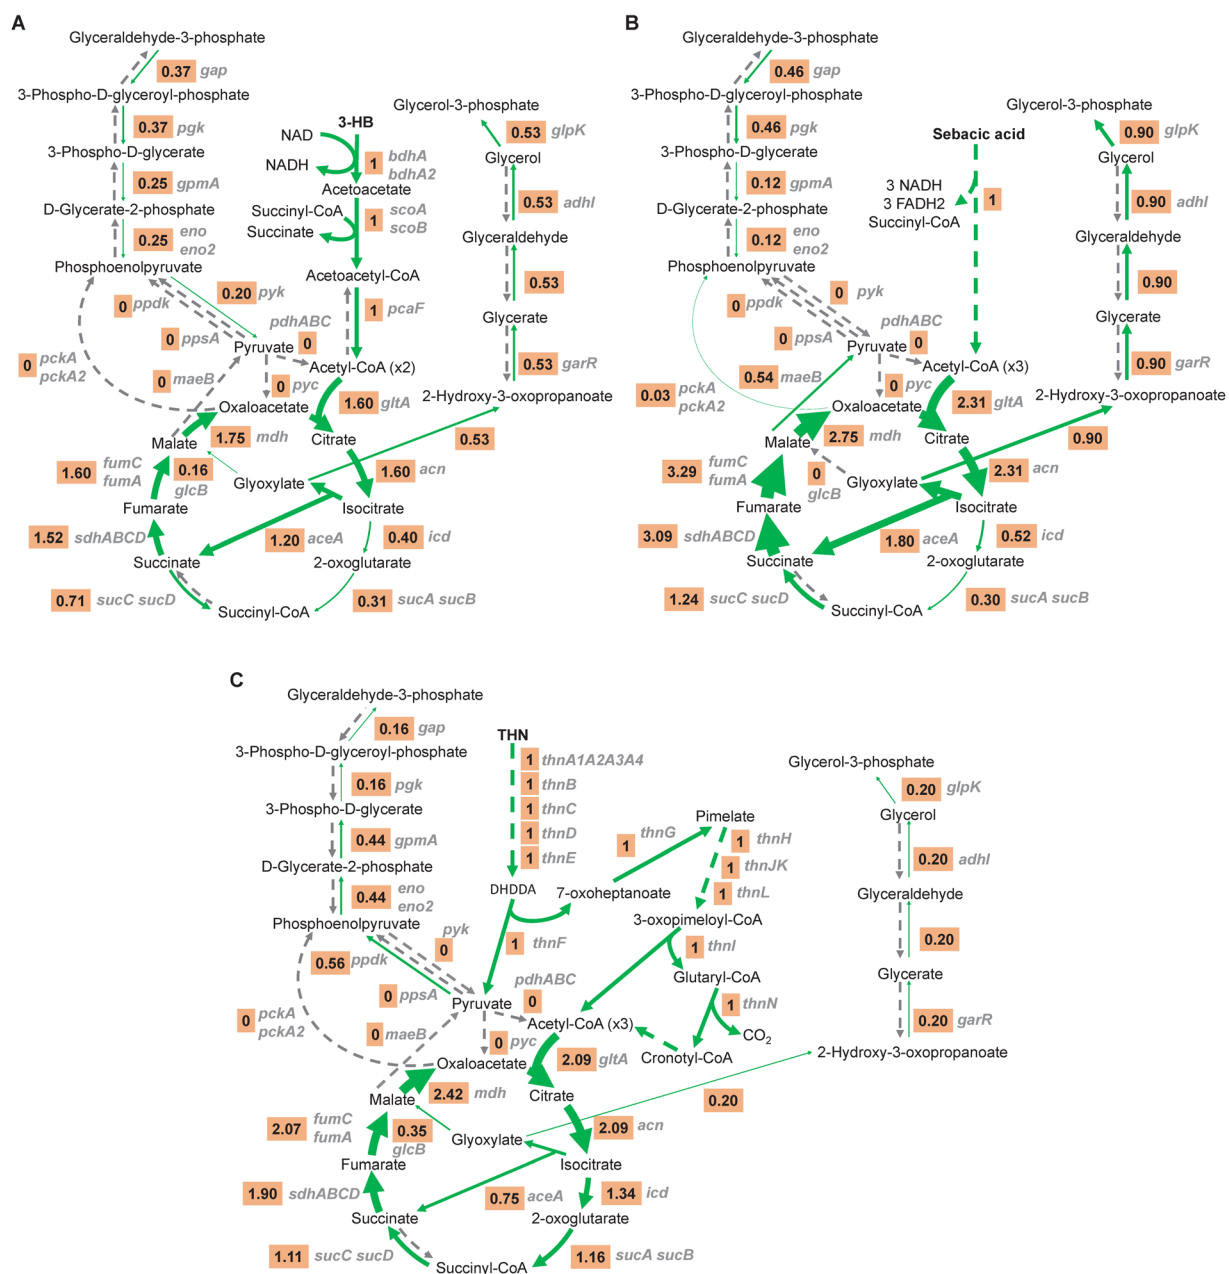 A
Glyceraldehyde-3-phosphate
0.37 gap
3-Phospho-D-glyceroyl-phosphate
0.37 pgk
3-Phospho-D-glycerate
0.25 gpmA
D-Glycerate-2-phosphate
0.25 eno
eno2
Phosphoenolpyruvate
0 ppdk
0.20 pyk
0 ppsA
pdhABC
0
Pyruvate
0 pckA
pckA2
0 maeB
0 pyc
3-HB
NAD
NADH
1 bdhA
bdhA2
Acetoacetate
Succinyl-CoA
Succinate
1 scoA
scoB
Acetoacetyl-CoA
1 pcaF
Acetyl-CoA (x2)
Oxaloacetate
1.60 gltA
Malate
1.75 mdh
Citrate
1.60 fumC
fumA
0.16
glcB
Glyoxylate
1.60 acn
Fumarate
Isocitrate
1.52 sdhABCD
1.20 aceA
0.40 icd
Succinate
2-oxoglutarate
0.71 sucC sucD
Succinyl-CoA
0.31 sucA sucB
Glycerol-3-phosphate
0.53 glpK
Glycerol
0.53 adhI
Glyceraldehyde
0.53
Glycerate
0.53 garR
2-Hydroxy-3-oxopropanoate
0.53
B
Glyceraldehyde-3-phosphate
0.46 gap
3-Phospho-D-glyceroyl-phosphate
0.46 pgk
3-Phospho-D-glycerate
0.12 gpmA
D-Glycerate-2-phosphate
0.12 eno
eno2
Phosphoenolpyruvate
0 ppdk
0 pyk
0 ppsA
pdhABC
0
Pyruvate
0.03 pckA
pckA2
0.54 maeB
0 pyc
Sebacic acid
3 NADH
3 FADH2
Succinyl-CoA
1
Acetyl-CoA (x3)
Oxaloacetate
2.31 gltA
Malate
2.75 mdh
Citrate
3.29 fumC
fumA
0
glcB
Glyoxylate
2.31 acn
Fumarate
Isocitrate
3.09 sdhABCD
1.80 aceA
0.52 icd
Succinate
2-oxoglutarate
1.24 sucC sucD
Succinyl-CoA
0.30 sucA sucB
Glycerol-3-phosphate
0.90 glpK
Glycerol
0.90 adhI
Glyceraldehyde
0.90
Glycerate
0.90 garR
2-Hydroxy-3-oxopropanoate
0.90
C
Glyceraldehyde-3-phosphate
0.16 gap
3-Phospho-D-glyceroyl-phosphate
0.16 pgk
3-Phospho-D-glycerate
0.44 gpmA
D-Glycerate-2-phosphate
0.44 eno
eno2
Phosphoenolpyruvate
0.56 ppdk
pyk
0
0 ppsA
pdhABC
0
Pyruvate
0 pckA
pckA2
0 maeB
0 pyc
THN
1 thnA1A2A3A4
1 thnB
1 thnC
1 thnD
1 thnE
DHDDA
1 thnF
7-oxoheptanoate
1 thnG
Pimelate
1 thnH
1 thnJK
1 thnL
3-oxopimeloyl-CoA
1 thnI
Glutaryl-CoA
1 thnN
CO2
Cronotyl-CoA
Acetyl-CoA (x3)
Oxaloacetate
2.09 gltA
Malate
2.42 mdh
Citrate
2.07 fumC
fumA
0.35
glcB
Glyoxylate
2.09 acn
Fumarate
Isocitrate
1.90 sdhABCD
0.75 aceA
1.34 icd
Succinate
2-oxoglutarate
1.11 sucC sucD
Succinyl-CoA
1.16 sucA sucB
Glycerol-3-phosphate
0.20 glpK
Glycerol
0.20 adhI
Glyceraldehyde
0.20
Glycerate
0.20 garR
2-Hydroxy-3-oxopropanoate
0.20